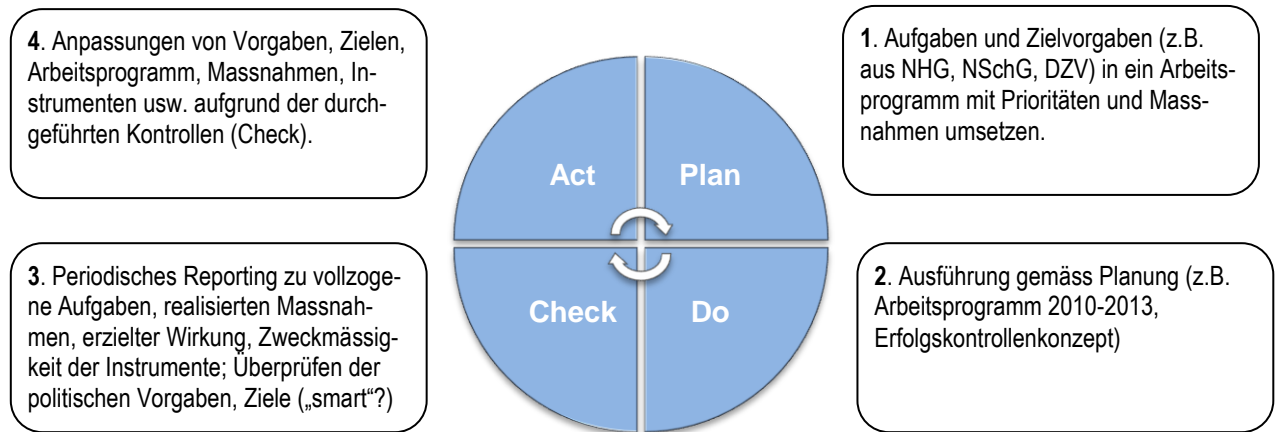 4. Anpassungen von Vorgaben, Zielen,
Arbeitsprogramm, Massnahmen, In-
strumenten usw. aufgrund der durch-
geführten Kontrollen (Check).
1. Aufgaben und Zielvorgaben (z.B.
aus NHG, NSchG, DZV) in ein Arbeits-
programm mit Prioritäten und Mass-
nahmen umsetzen.
Act
Plan
3. Periodisches Reporting zu vollzoge-
ne Aufgaben, realisierten Massnah-
men, erzielter Wirkung, Zweckmässig-
keit der Instrumente; Überprüfen der
politischen Vorgaben, Ziele („smart“?)
Check
Do
2. Ausführung gemäss Planung (z.B.
Arbeitsprogramm 2010-2013,
Erfolgskontrollenkonzept)